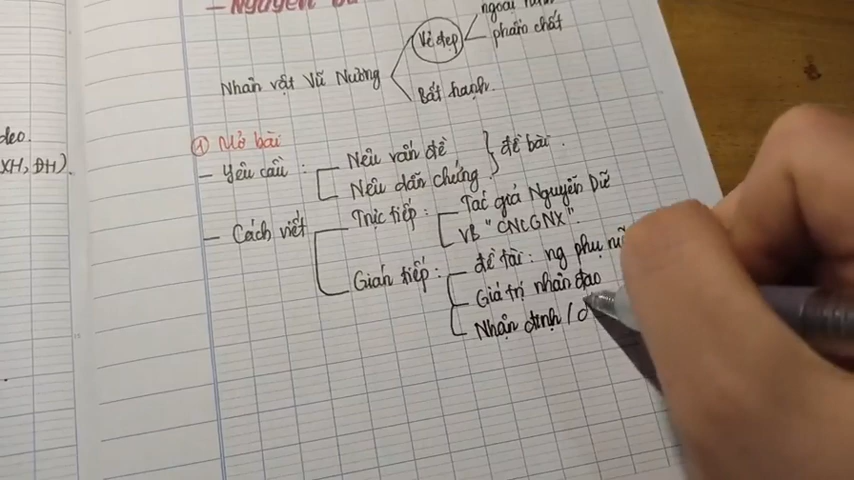 – Nguyễn Dữ
ngoại hình
Vẻ đẹp
phẩm chất
Nhân vật Vũ Nương
Bất hạnh.
① Mở bài
– Yêu cầu :
Nêu vấn đề
đề bài .
Nêu dẫn chứng
– Cách viết
Trực tiếp :
Tác giả Nguyễn Dữ
VB "CNCGNX".
Gián tiếp :
đề tài : ng phụ nữ
Giá trị nhân đạo
Nhận định /
deo.
XH, ĐH)